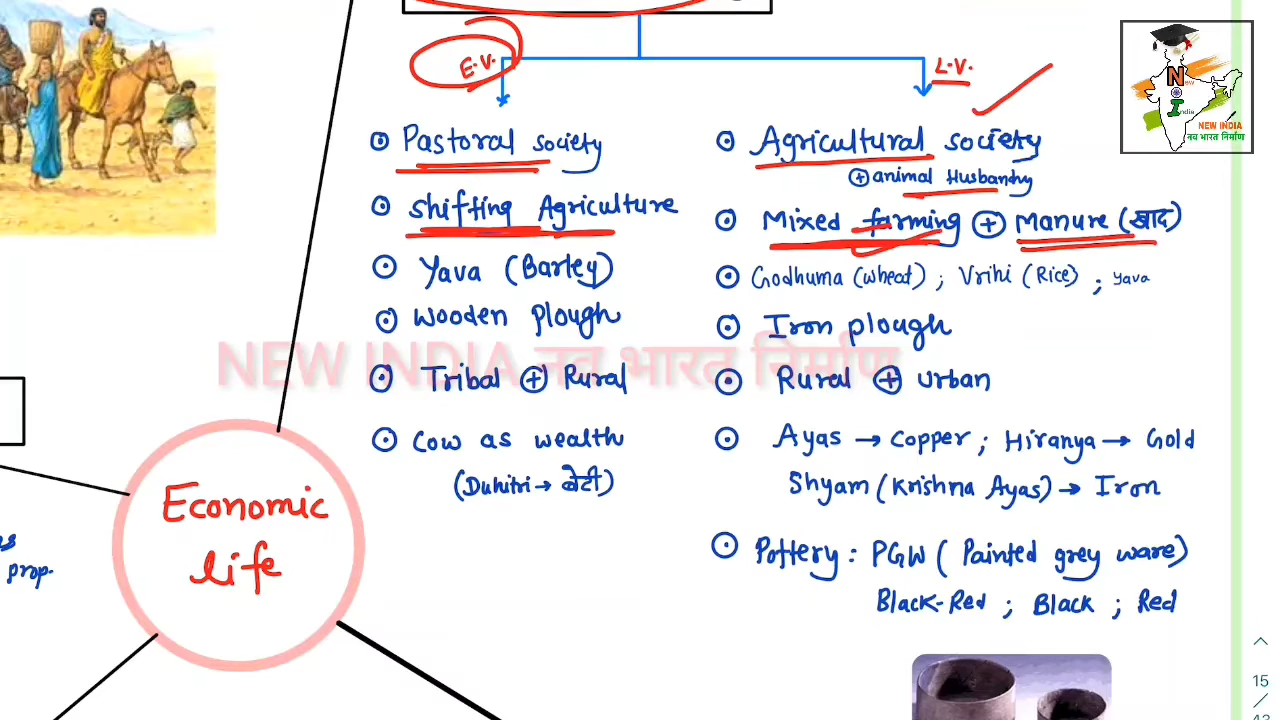 E.V.
L.V.
Pastoral society
shifting Agriculture
Yava (Barley)
Wooden plough
Tribal + Rural
Cow as wealth
(Duhitri → बेटी)
Agricultural society
+ animal Husbandry
Mixed farming + Manure (खाद)
Godhuma (wheat) ; Vrihi (Rice) ; Yava
Iron plough
Rural + urban
Ayas → Copper ; Hiranya → Gold
Shyam (Krishna Ayas) → Iron
Pottery : PGW ( Painted grey ware)
Black-Red ; Black ; Red
Economic
life
prop.
NEW INDIA नव भारत निर्माण
N
I
NEW INDIA
नव भारत निर्माण
15
/